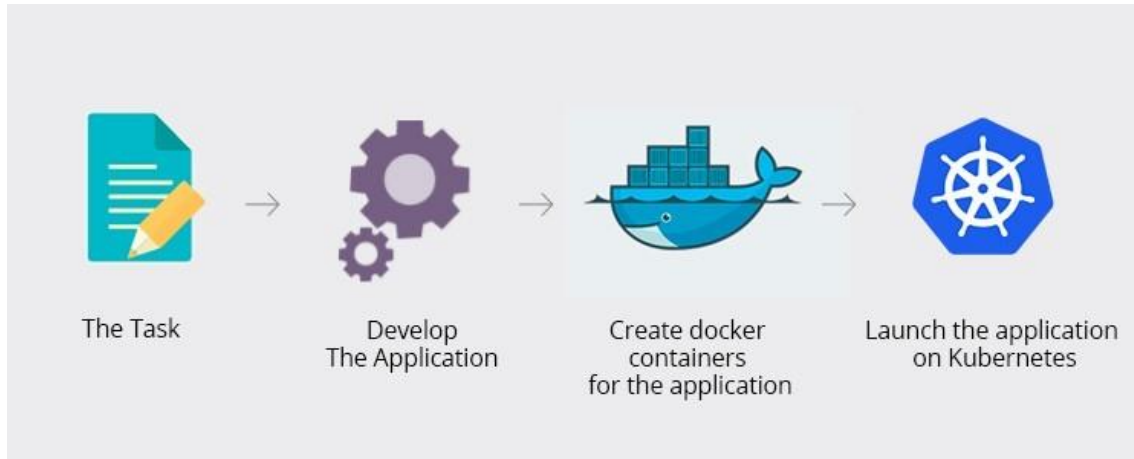 The Task
Develop
The Application
Create docker
containers
for the application
Launch the application
on Kubernetes